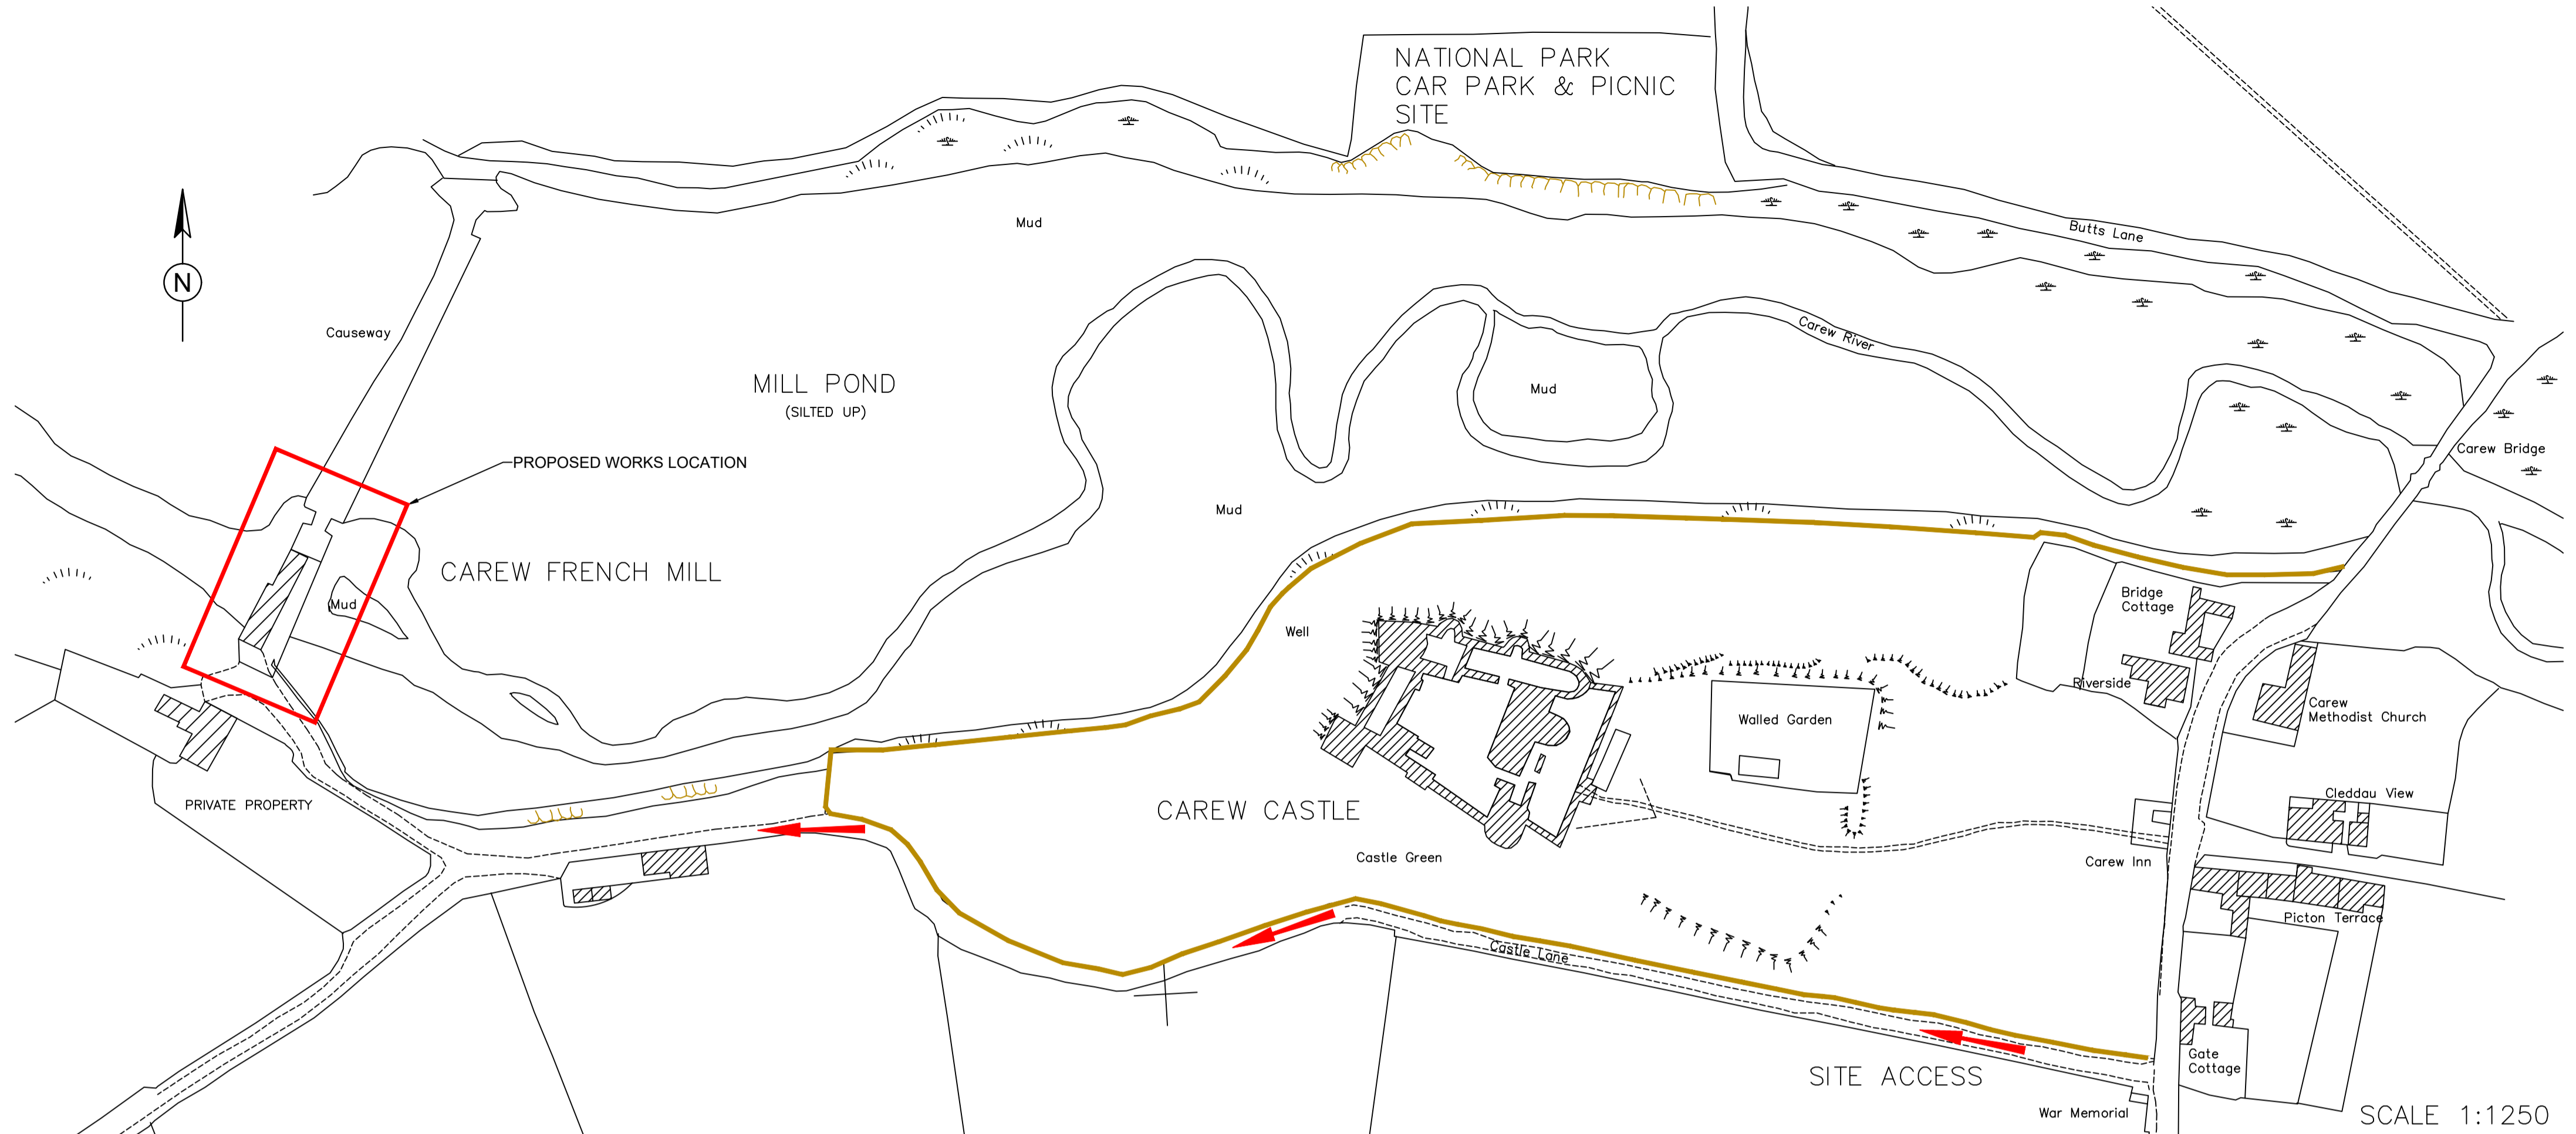 NATIONAL PARK
CAR PARK & PICNIC
SITE
Mud
Butts Lane
N
Causeway
Carew River
MILL POND
(SILTED UP)
Mud
Carew Bridge
PROPOSED WORKS LOCATION
Mud
CAREW FRENCH MILL
Mud
Bridge
Cottage
Well
Riverside
Walled Garden
Carew
Methodist Church
PRIVATE PROPERTY
CAREW CASTLE
Cleddau View
Castle Green
Carew Inn
Picton Terrace
Castle Lane
SITE ACCESS
Gate
Cottage
War Memorial
SCALE 1:1250